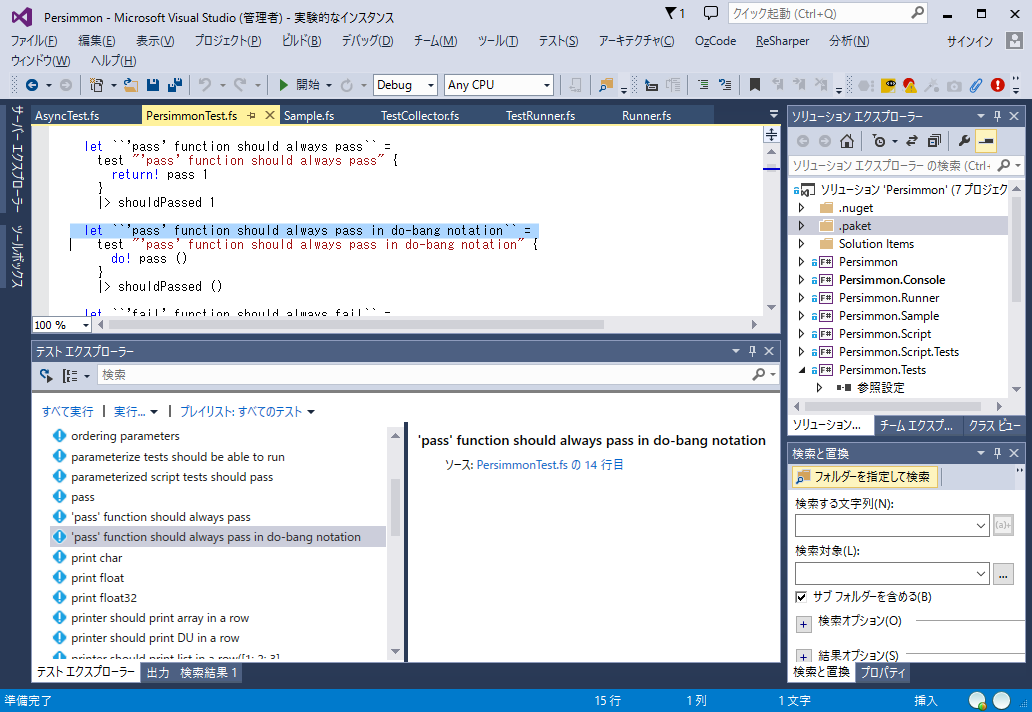 Persimmon - Microsoft Visual Studio (管理者) - 実験的なインスタンス
1
クイック起動 (Ctrl+Q)
ファイル(F) 編集(E) 表示(V) プロジェクト(P) ビルド(B) デバッグ(D) チーム(M) ツール(T) テスト(S) アーキテクチャ(C) OzCode ReSharper 分析(N) サインイン
ウィンドウ(W) ヘルプ(H)
開始 Debug Any CPU
サーバー エクスプローラー
ツールボックス
AsyncTest.fs PersimmonTest.fs Sample.fs TestCollector.fs TestRunner.fs Runner.fs
let ``'pass' function should always pass`` =
test "'pass' function should always pass" {
return! pass 1
}
|> shouldPassed 1
let ``'pass' function should always pass in do-bang notation`` =
test "'pass' function should always pass in do-bang notation" {
do! pass ()
}
|> shouldPassed ()
let ``'fail' function should always fail`` =
100 %
テスト エクスプローラー
検索
すべて実行 | 実行... | プレイリスト: すべてのテスト
ordering parameters
parameterize tests should be able to run
parameterized script tests should pass
pass
'pass' function should always pass
'pass' function should always pass in do-bang notation
print char
print float
print float32
printer should print array in a row
printer should print DU in a row
printer should print list in a row([1; 2; 3]
'pass' function should always pass in do-bang notation
ソース: PersimmonTest.fs の 14 行目
テスト エクスプローラー 出力 検索結果 1
ソリューション エクスプローラー
ソリューション エクスプローラー の検索 (Ctrl-
ソリューション 'Persimmon' (7 プロジェク
.nuget
.paket
Solution Items
F# Persimmon
F# Persimmon.Console
F# Persimmon.Runner
F# Persimmon.Sample
F# Persimmon.Script
F# Persimmon.Script.Tests
F# Persimmon.Tests
参照設定
ソリューション... チーム エクスプ... クラス ビュー
検索と置換
フォルダーを指定して検索
検索する文字列(N):
(a)+
検索対象(L):
...
サブ フォルダーを含める(B)
検索オプション(O)
結果オプション(S)
検索と置換 プロパティ
準備完了 15 行 1 列 1 文字 挿入